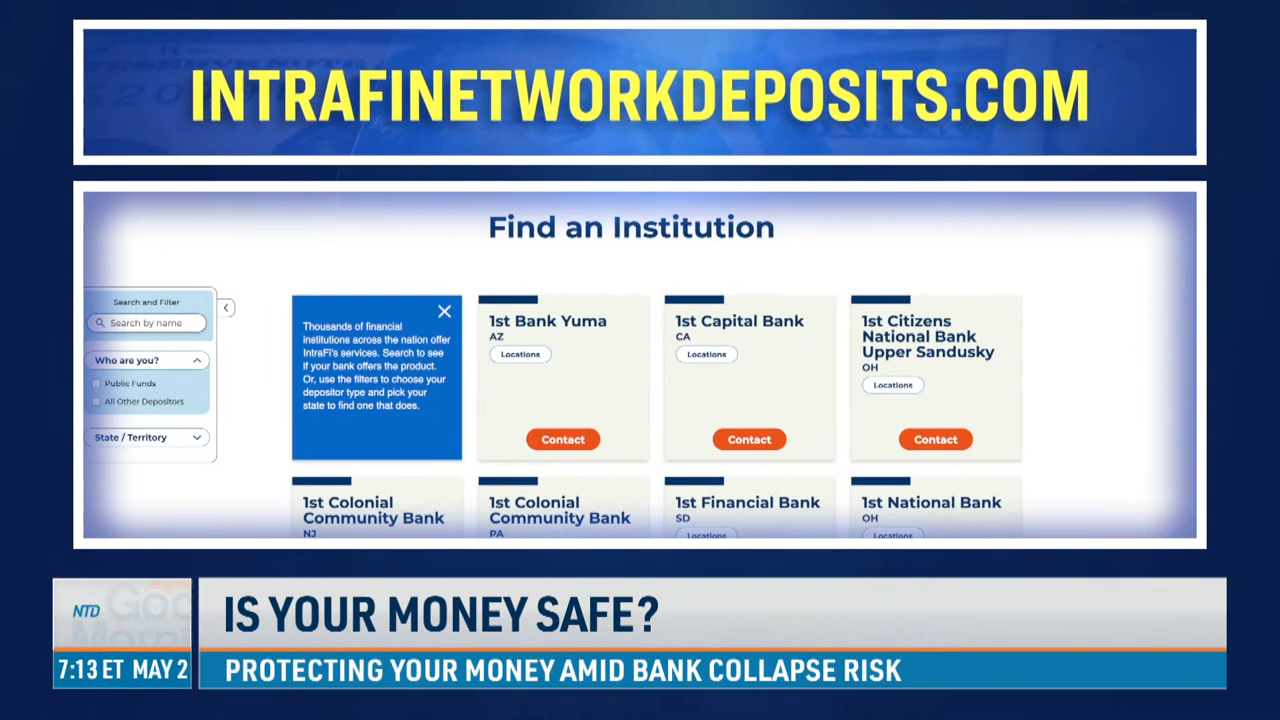 INTRAFINETWORKDEPOSITS.COM
Find an Institution
Search and Filter
Search by name
Who are you?
Public Funds
All Other Depositors
State / Territory
Thousands of financial
institutions across the nation offer
IntraFi's services. Search to see
if your bank offers the product.
Or, use the filters to choose your
depositor type and pick your
state to find one that does.
1st Bank Yuma
AZ
Locations
Contact
1st Capital Bank
CA
Locations
Contact
1st Citizens
National Bank
Upper Sandusky
OH
Locations
Contact
1st Colonial
Community Bank
NJ
1st Colonial
Community Bank
PA
1st Financial Bank
SD
Locations
1st National Bank
OH
Locations
NTD
Good
Morni
7:13 ET MAY 2
IS YOUR MONEY SAFE?
PROTECTING YOUR MONEY AMID BANK COLLAPSE RISK